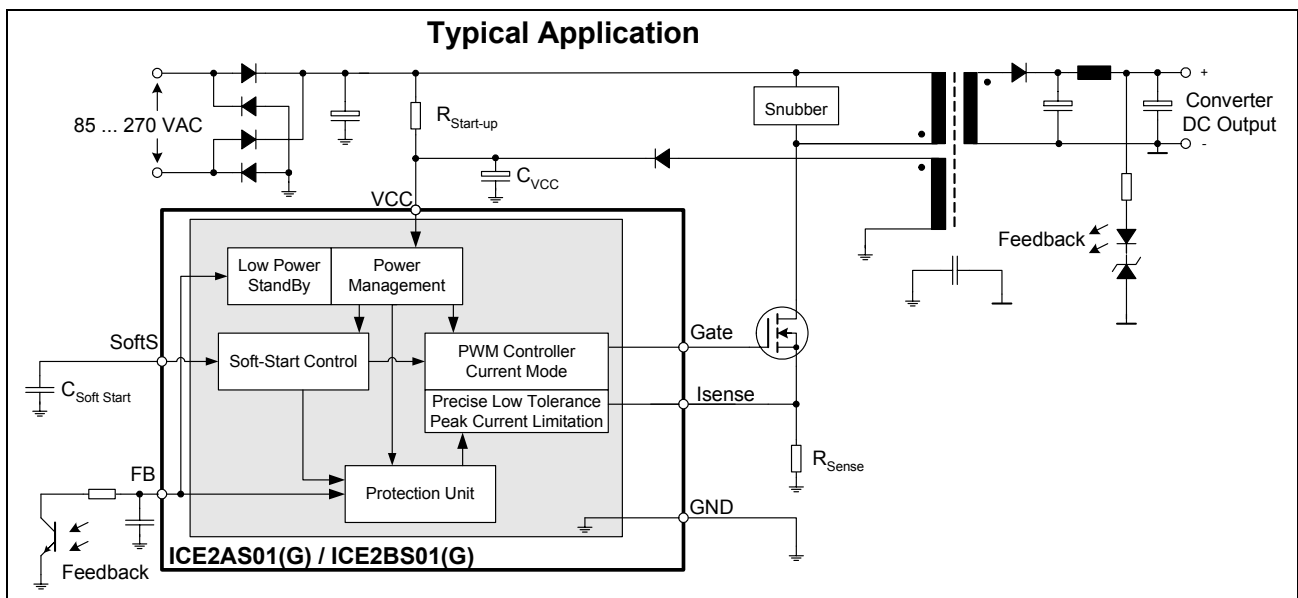 Typical Application
85 ... 270 VAC
RStart-up
Snubber
+
Converter
DC Output
-
CVCC
VCC
Feedback
Low Power
StandBy
Power
Management
SoftS
Soft-Start Control
PWM Controller
Current Mode
Gate
CSoft Start
Precise Low Tolerance
Peak Current Limitation
Isense
RSense
FB
Protection Unit
GND
Feedback
ICE2AS01(G) / ICE2BS01(G)